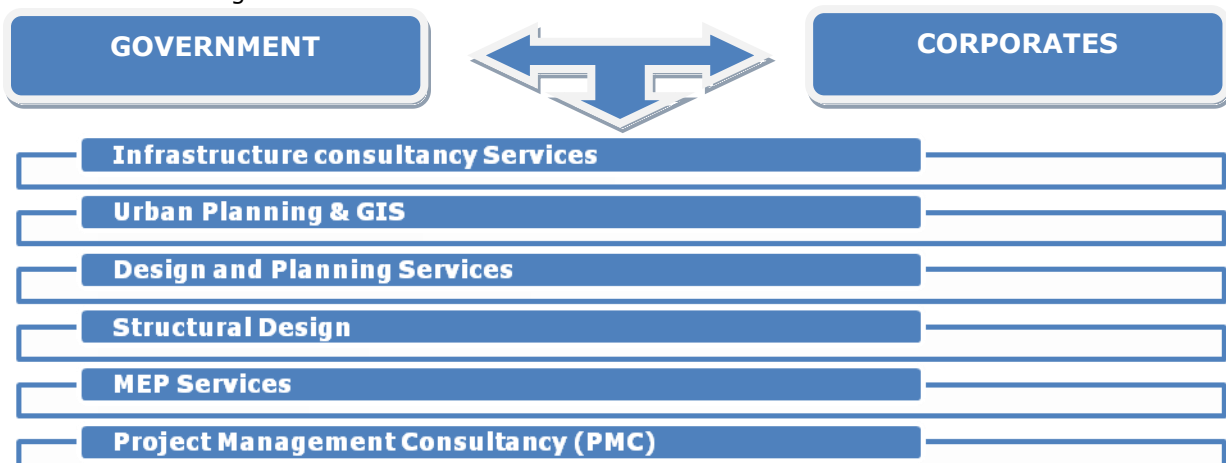 GOVERNMENT
CORPORATES
Infrastructure consultancy Services
Urban Planning & GIS
Design and Planning Services
Structural Design
MEP Services
Project Management Consultancy (PMC)